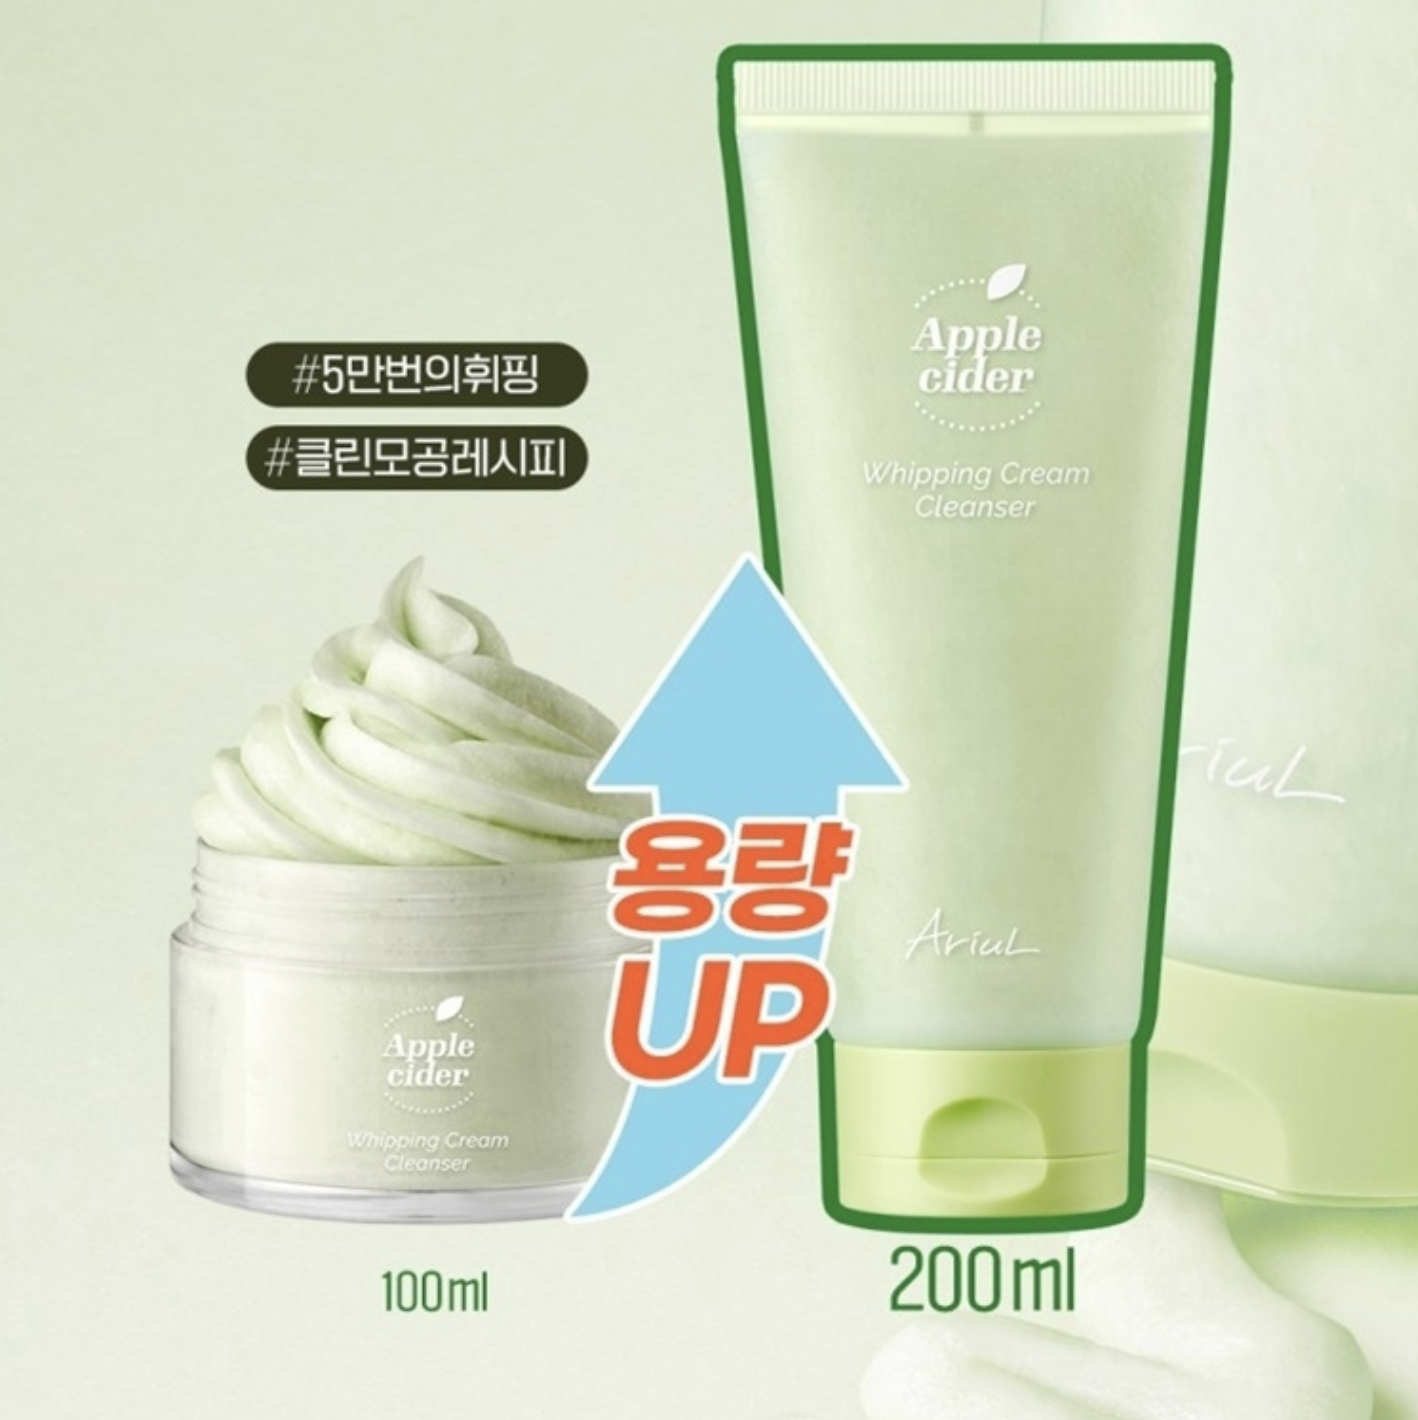 #5만번의휘핑
#클린모공레시피
Apple
cider
Whipping Cream
Cleanser
Ariul
riul
용량
UP
Apple
cider
Whipping Cream
Cleanser
100ml
200ml